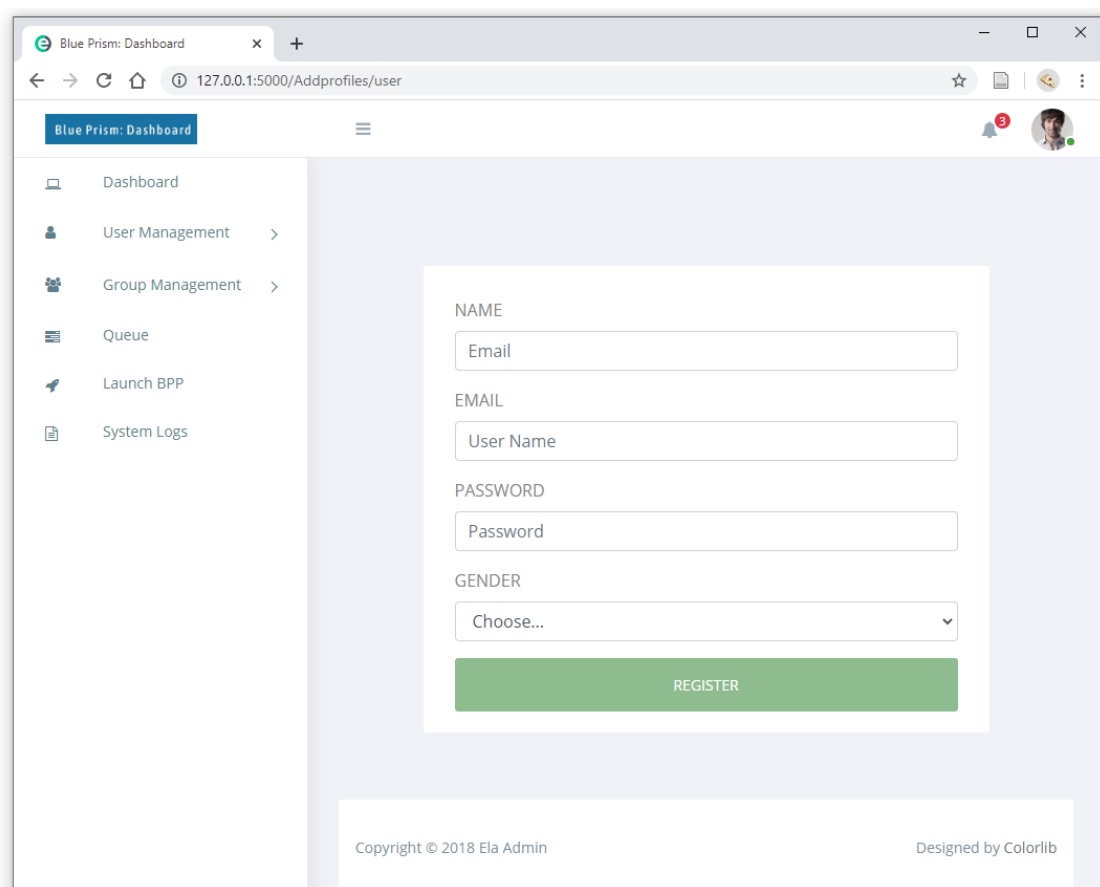 Blue Prism: Dashboard
127.0.0.1:5000/Addprofiles/user
Blue Prism: Dashboard
3
Dashboard
User Management
Group Management
Queue
Launch BPP
System Logs
NAME
Email
EMAIL
User Name
PASSWORD
Password
GENDER
Choose...
REGISTER
Copyright © 2018 Ela Admin
Designed by Colorlib